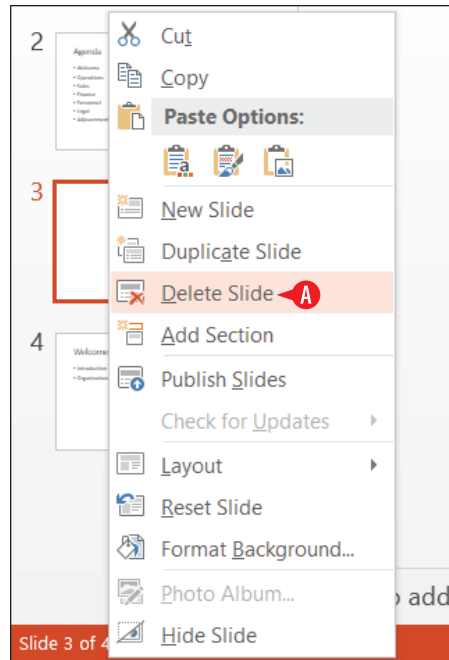 2
Agenda
• Welcome
• Operations
• Sales
• Finance
• Personnel
• Legal
• Adjournment
3
4
Welcome
• Introduction
• Organization
Cut
Copy
Paste Options:
New Slide
Duplicate Slide
Delete Slide
A
Add Section
Publish Slides
Check for Updates
Layout
Reset Slide
Format Background...
Photo Album...
Hide Slide
o add
Slide 3 of 4